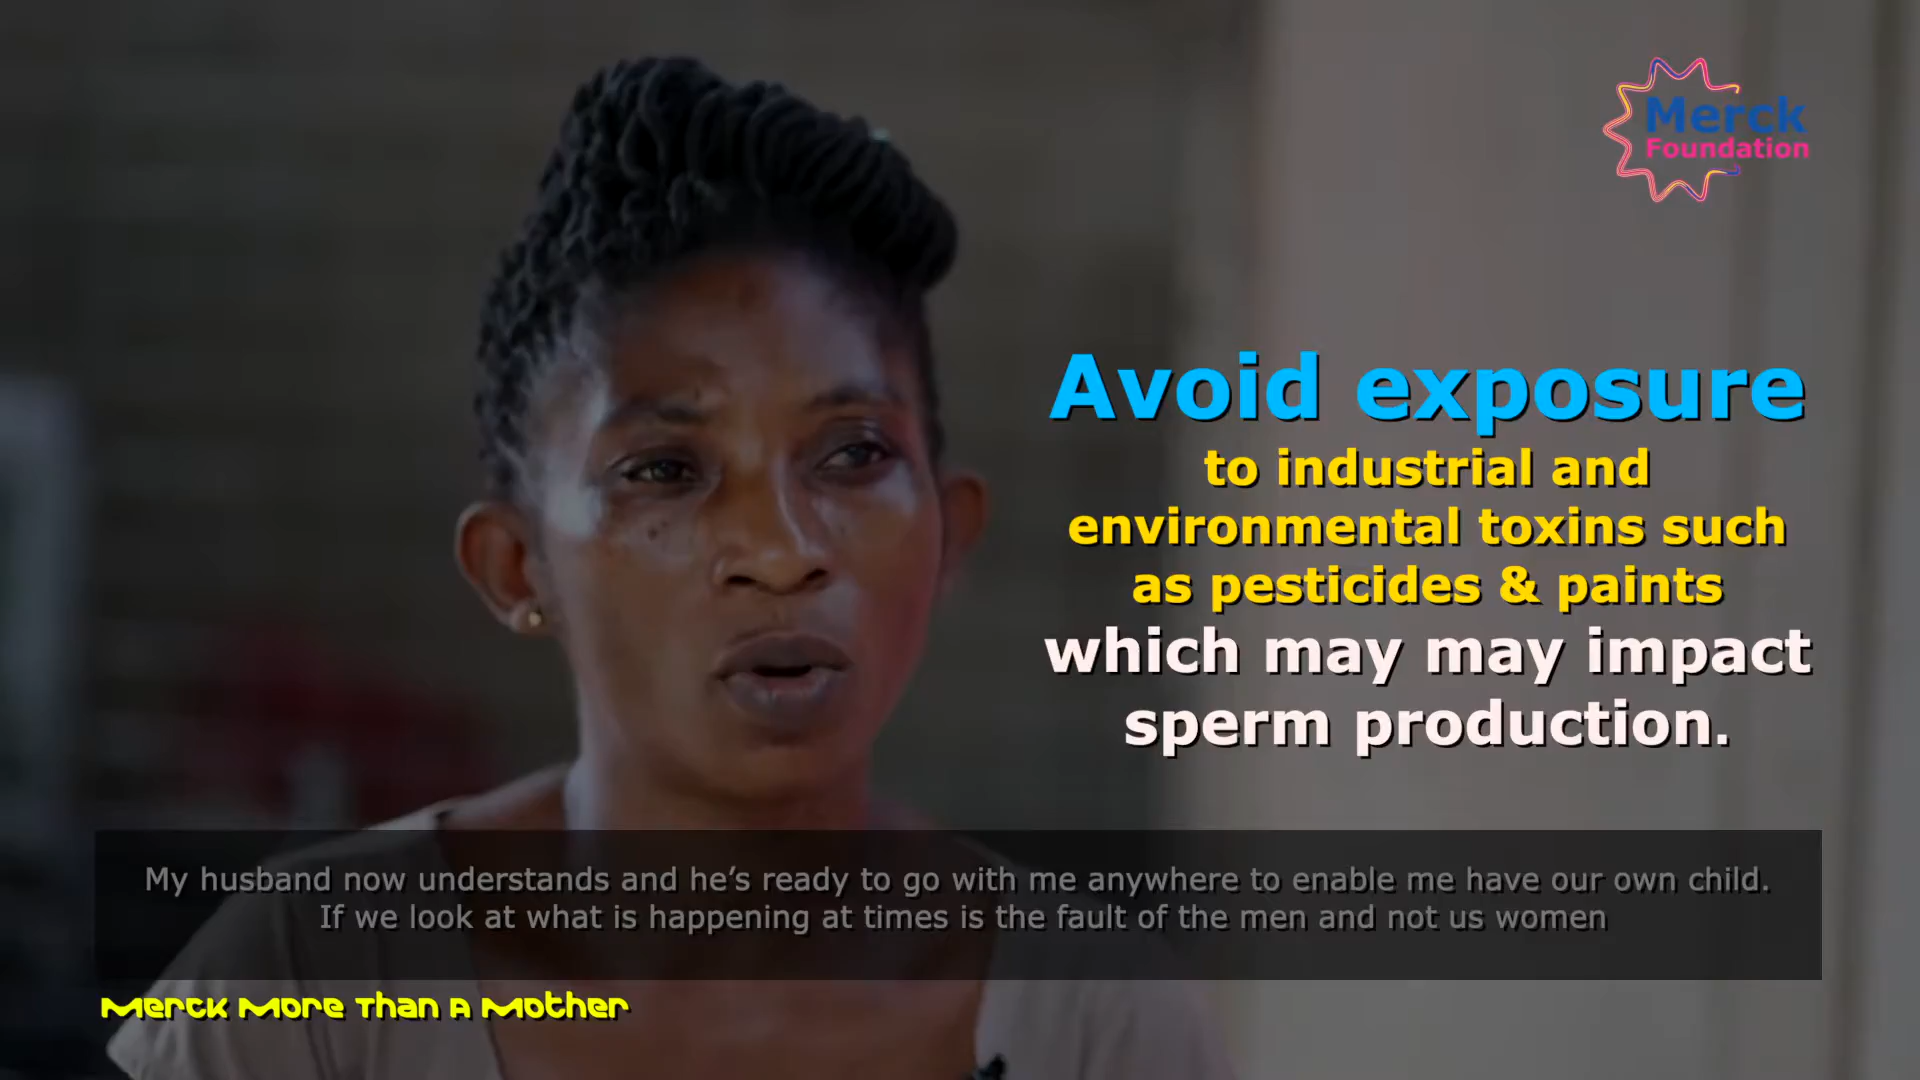 Merck
Foundation
Avoid exposure
to industrial and
environmental toxins such
as pesticides & paints
which may may impact
sperm production.
My husband now understands and he’s ready to go with me anywhere to enable me have our own child.
If we look at what is happening at times is the fault of the men and not us women
Merck More Than A Mother